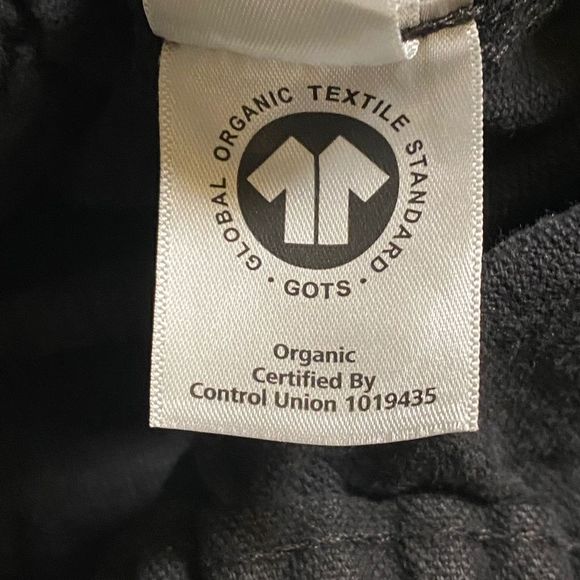 GLOBAL ORGANIC TEXTILE STANDARD
· GOTS ·
Organic
Certified By
Control Union 1019435